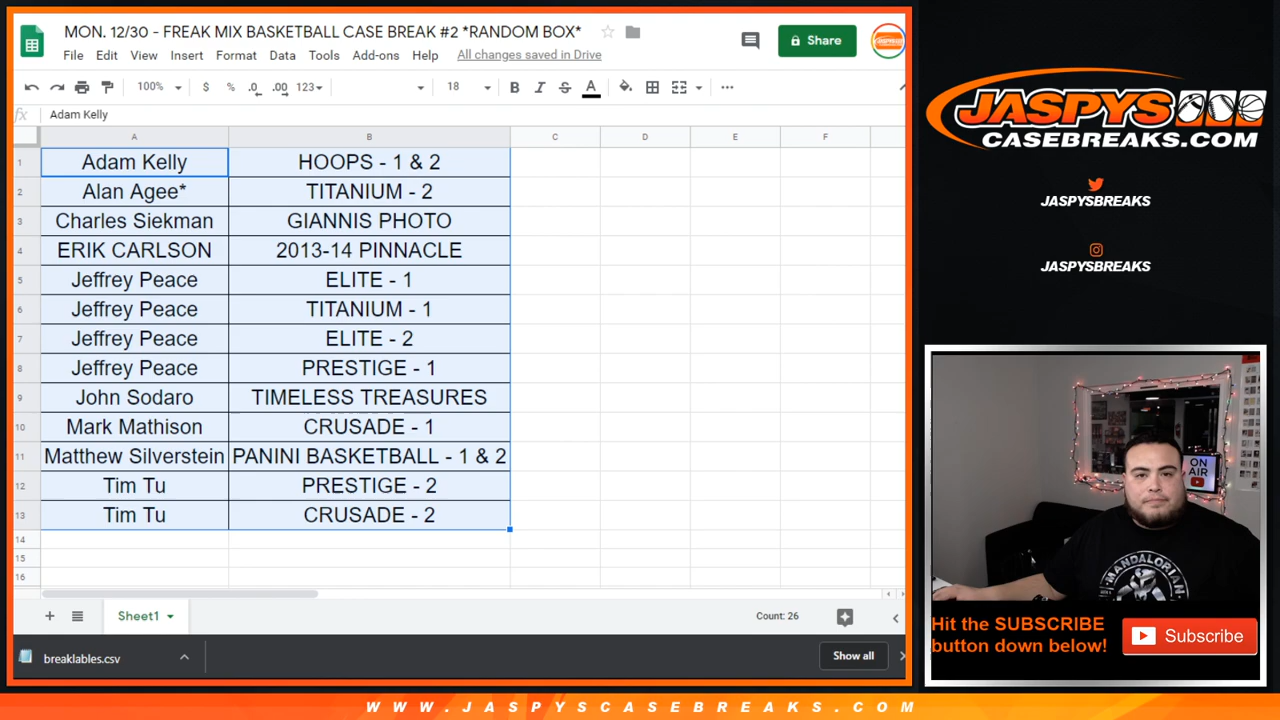 MON. 12/30 - FREAK MIX BASKETBALL CASE BREAK #2 *RANDOM BOX*
File Edit View Insert Format Data Tools Add-ons Help All changes saved in Drive
Share
100% $ % .0 .00 123 18 B I S A
fx Adam Kelly
A B C D E F
1 Adam Kelly HOOPS - 1 & 2
2 Alan Agee* TITANIUM - 2
3 Charles Siekman GIANNIS PHOTO
4 ERIK CARLSON 2013-14 PINNACLE
5 Jeffrey Peace ELITE - 1
6 Jeffrey Peace TITANIUM - 1
7 Jeffrey Peace ELITE - 2
8 Jeffrey Peace PRESTIGE - 1
9 John Sodaro TIMELESS TREASURES
10 Mark Mathison CRUSADE - 1
11 Matthew Silverstein PANINI BASKETBALL - 1 & 2
12 Tim Tu PRESTIGE - 2
13 Tim Tu CRUSADE - 2
14
15
16
Sheet1
Count: 26
breaklables.csv
Show all
JASPYS
CASEBREAKS.COM
JASPYSBREAKS
JASPYSBREAKS
ON
AIR
MANDALORIAN
Hit the SUBSCRIBE
button down below!
Subscribe
WWW.JASPYSCASEBREAKS.COM